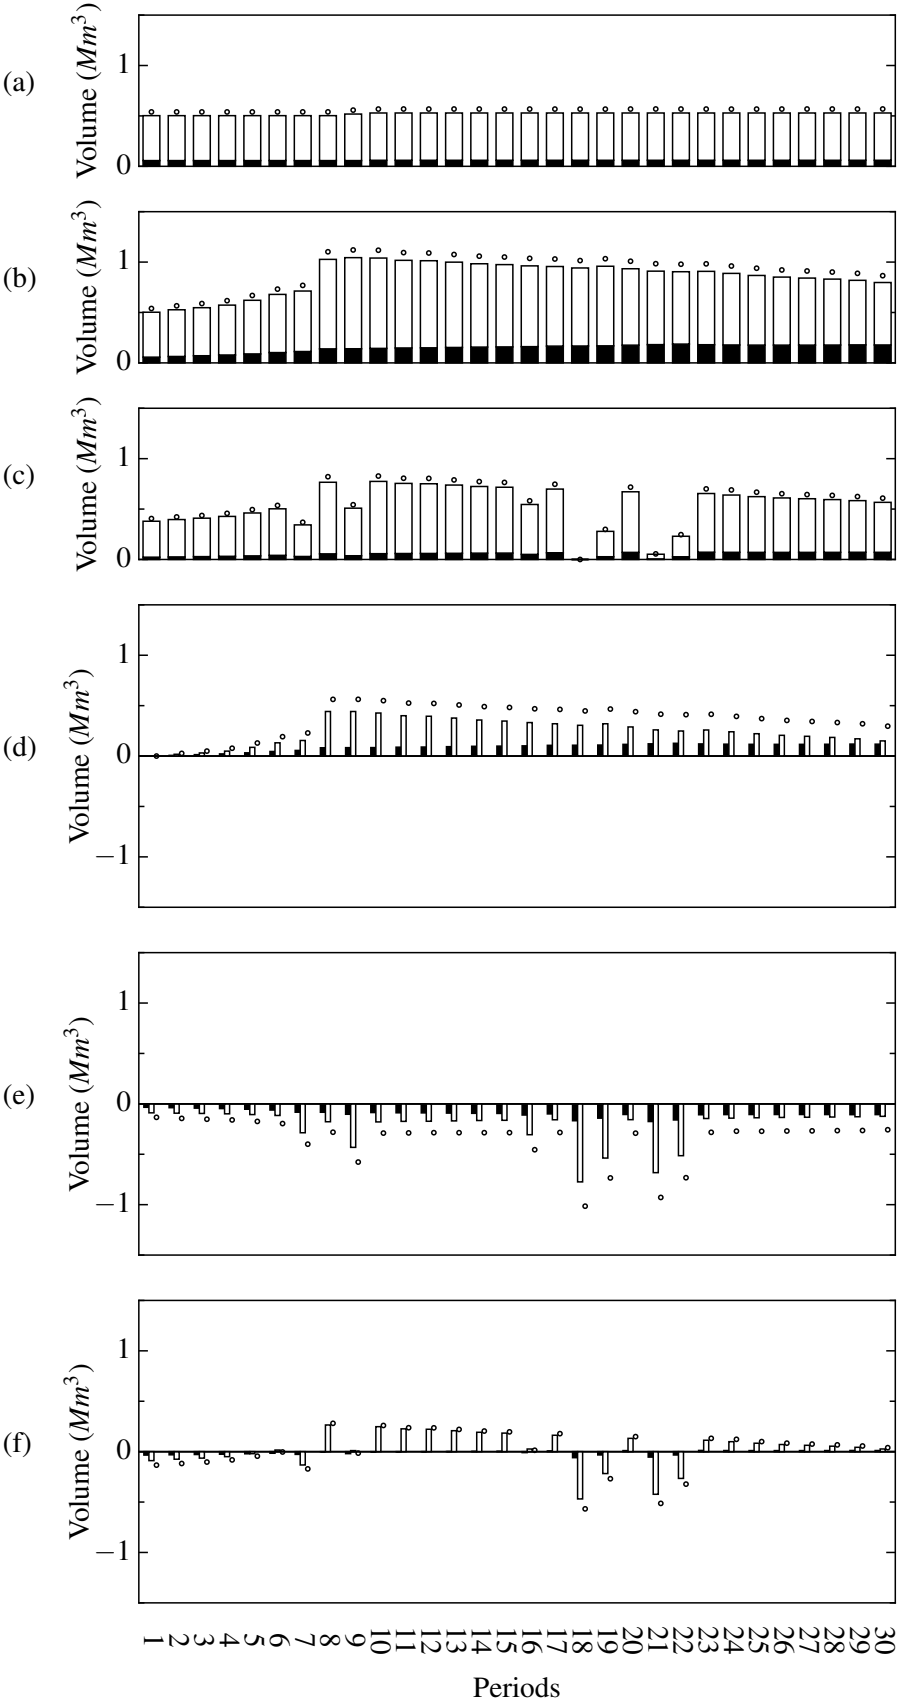 (a)
Volume (Mm³)
1
0
(b)
Volume (Mm³)
1
0
(c)
Volume (Mm³)
1
0
(d)
Volume (Mm³)
1
0
−1
(e)
Volume (Mm³)
1
0
−1
(f)
Volume (Mm³)
1
0
−1
1 2 3 4 5 6 7 8 9 10 11 12 13 14 15 16 17 18 19 20 21 22 23 24 25 26 27 28 29 30
Periods